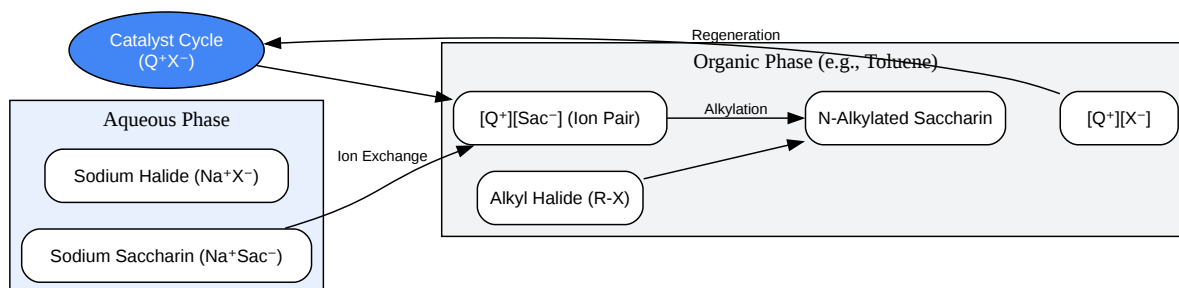 Catalyst Cycle
(Q⁺X⁻)
Regeneration
Organic Phase (e.g., Toluene)
Aqueous Phase
[Q⁺][Sac⁻] (Ion Pair)
Alkylation
N-Alkylated Saccharin
[Q⁺][X⁻]
Ion Exchange
Sodium Halide (Na⁺X⁻)
Alkyl Halide (R-X)
Sodium Saccharin (Na⁺Sac⁻)